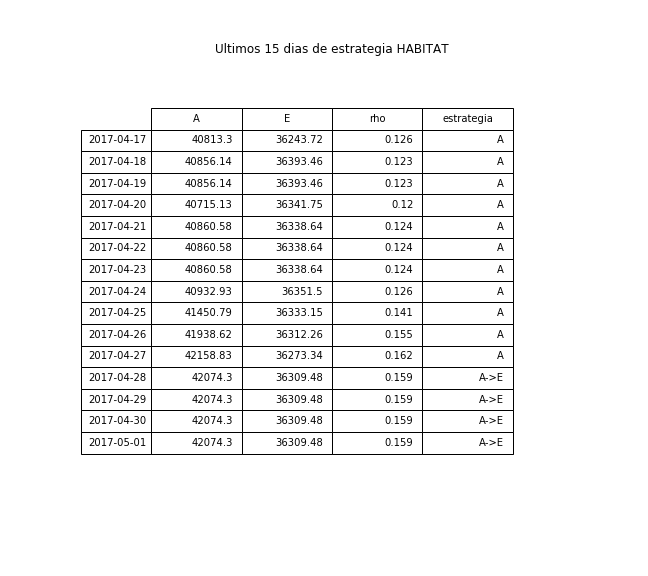 Ultimos 15 dias de estrategia HABITAT
A E rho estrategia
2017-04-17 40813.3 36243.72 0.126 A
2017-04-18 40856.14 36393.46 0.123 A
2017-04-19 40856.14 36393.46 0.123 A
2017-04-20 40715.13 36341.75 0.12 A
2017-04-21 40860.58 36338.64 0.124 A
2017-04-22 40860.58 36338.64 0.124 A
2017-04-23 40860.58 36338.64 0.124 A
2017-04-24 40932.93 36351.5 0.126 A
2017-04-25 41450.79 36333.15 0.141 A
2017-04-26 41938.62 36312.26 0.155 A
2017-04-27 42158.83 36273.34 0.162 A
2017-04-28 42074.3 36309.48 0.159 A->E
2017-04-29 42074.3 36309.48 0.159 A->E
2017-04-30 42074.3 36309.48 0.159 A->E
2017-05-01 42074.3 36309.48 0.159 A->E